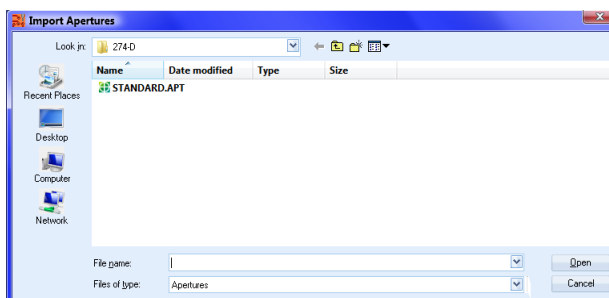 Import Apertures
Look in: 274-D
Name Date modified Type Size
STANDARD.APT
Recent Places
Desktop
Computer
Network
File name: Open
Files of type: Apertures Cancel